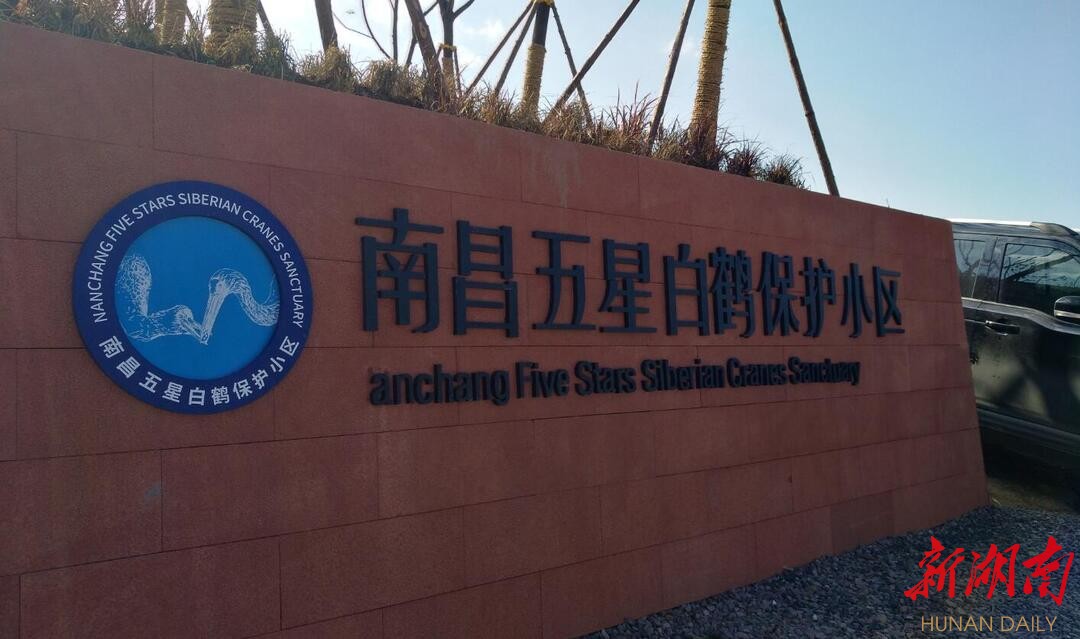 NANCHANG FIVE STARS SIBERIAN CRANES SANCTUARY
南昌五星白鹤保护小区
南昌五星白鹤保护小区
anchang Five Stars Siberian Cranes Sanctuary
新湖南
HUNAN DAILY